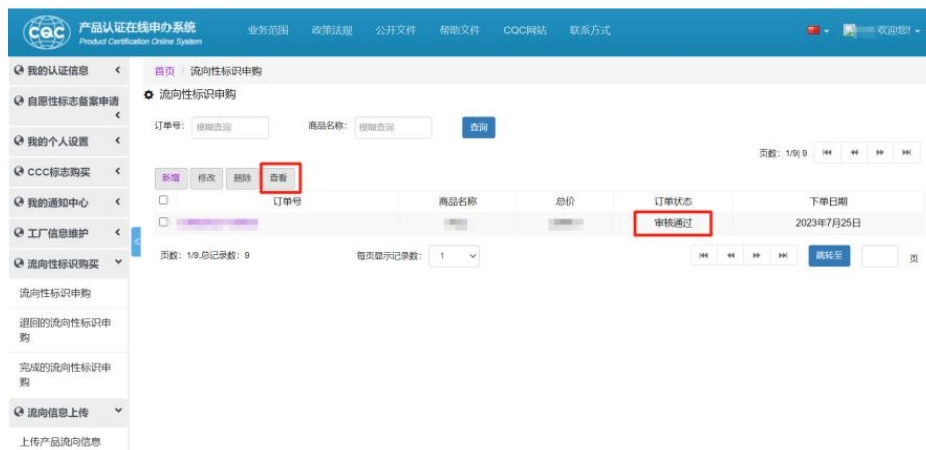 CQC 产品认证在线申办系统
Product Certification Online System
业务范围 政策法规 公开文件 帮助文件 CQC网站 联系方式
欢迎您!
我的认证信息
自愿性标志备案申请
我的个人设置
CCC标志购买
我的通知中心
工厂信息维护
流向性标识购买
流向性标识申购
退回的流向性标识申
购
完成的流向性标识申
购
流向信息上传
上传产品流向信息
首页 / 流向性标识申购
流向性标识申购
订单号: 模糊查询 商品名称: 模糊查询 查询
页数: 1/9| 9
新增 修改 删除 查看
订单号 商品名称 总价 订单状态 下单日期
审核通过 2023年7月25日
页数: 1/9,总记录数: 9 每页显示记录数: 1 跳转至 页